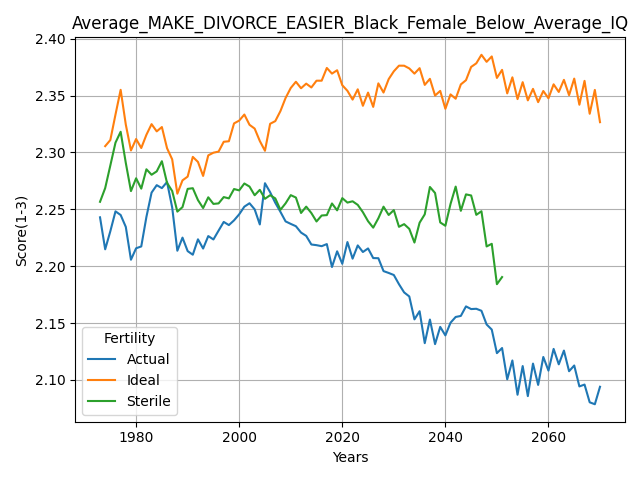 Average_MAKE_DIVORCE_EASIER_Black_Female_Below_Average_IQ
Score(1-3)
2.40
2.35
2.30
2.25
2.20
2.15
2.10
Fertility
Actual
Ideal
Sterile
1980 2000 2020 2040 2060
Years